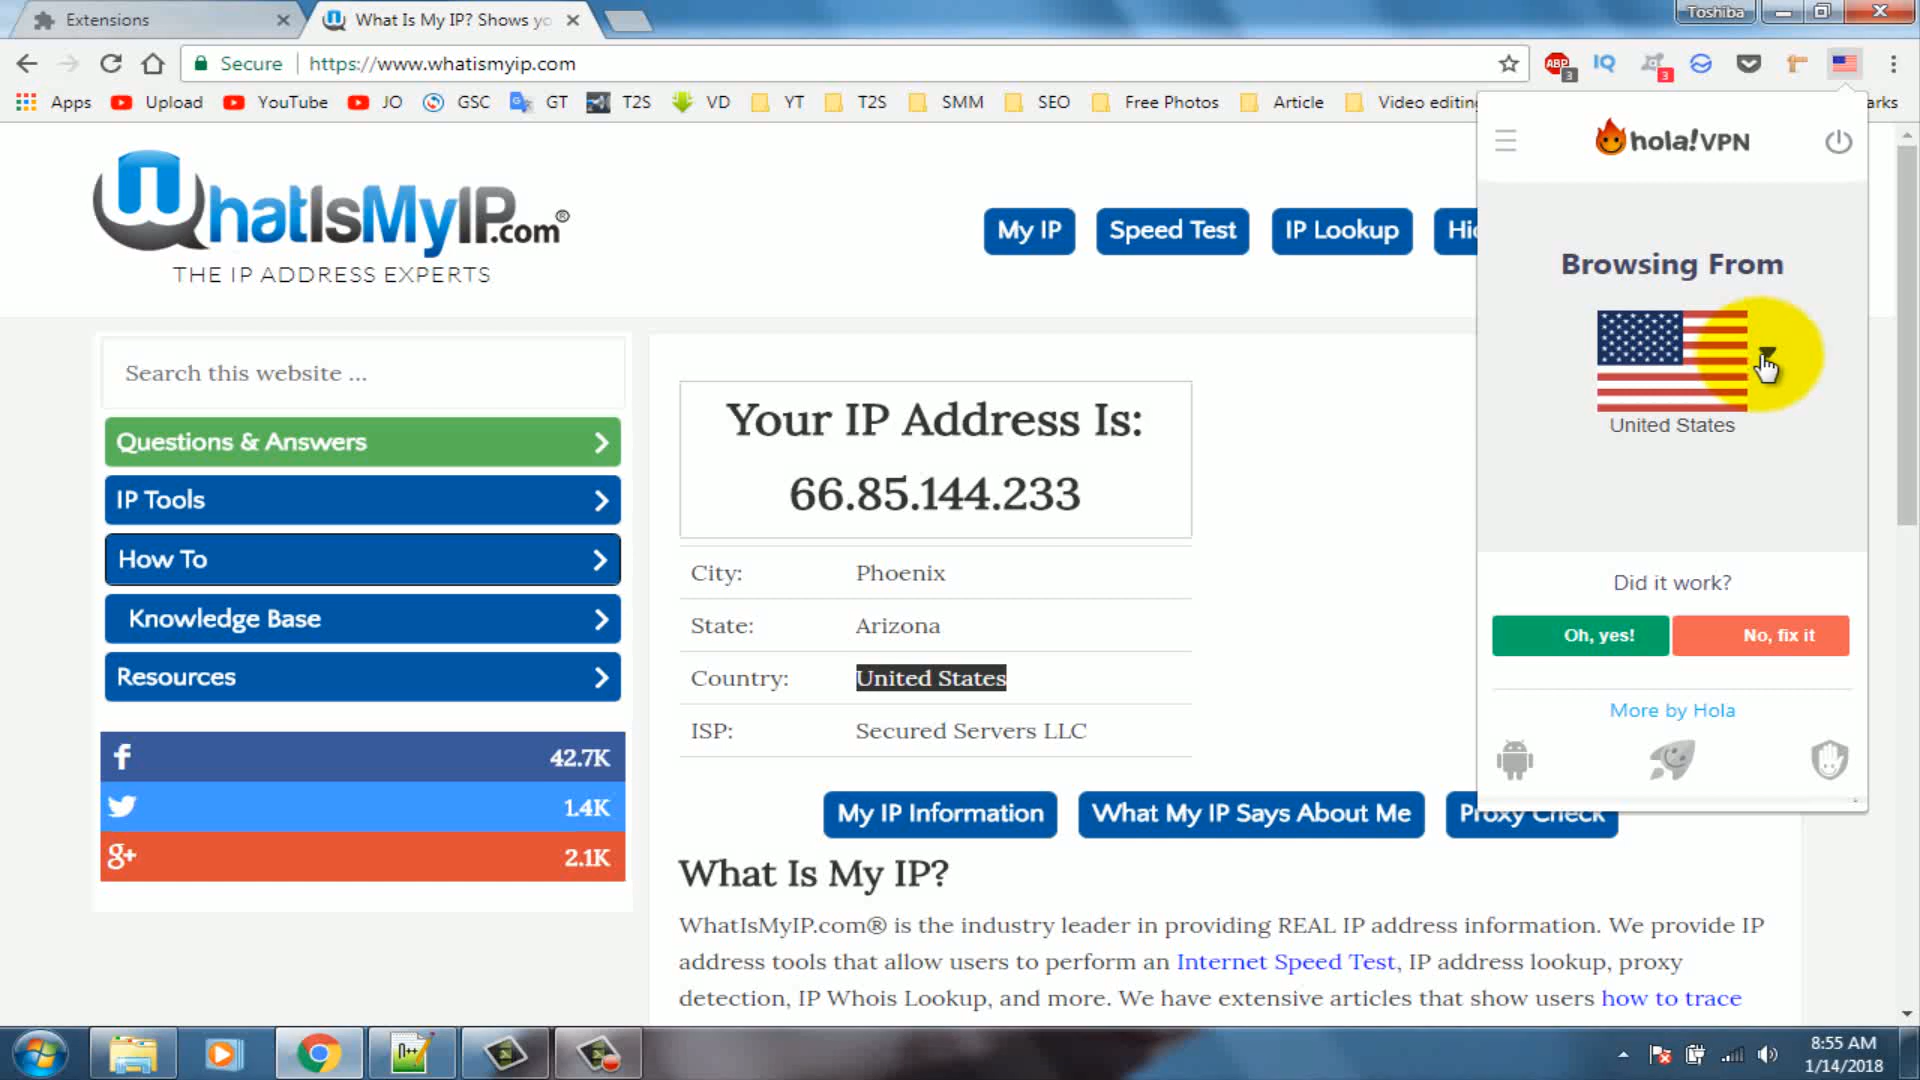 Extensions
What Is My IP? Shows yo
Toshiba
Secure
https://www.whatismyip.com
ABP
3
IQ
3
Apps
Upload
YouTube
JO
GSC
GT
T2S
VD
YT
T2S
SMM
SEO
Free Photos
Article
Video editing
arks
WhatIsMyIP.com®
THE IP ADDRESS EXPERTS
My IP
Speed Test
IP Lookup
Hid
hola!VPN
Browsing From
United States
Did it work?
Oh, yes!
No, fix it
More by Hola
Search this website ...
Questions & Answers
IP Tools
How To
Knowledge Base
Resources
42.7K
1.4K
2.1K
Your IP Address Is:
66.85.144.233
City: Phoenix
State: Arizona
Country: United States
ISP: Secured Servers LLC
My IP Information
What My IP Says About Me
Proxy Check
What Is My IP?
WhatIsMyIP.com® is the industry leader in providing REAL IP address information. We provide IP
address tools that allow users to perform an Internet Speed Test, IP address lookup, proxy
detection, IP Whois Lookup, and more. We have extensive articles that show users how to trace
8:55 AM
1/14/2018